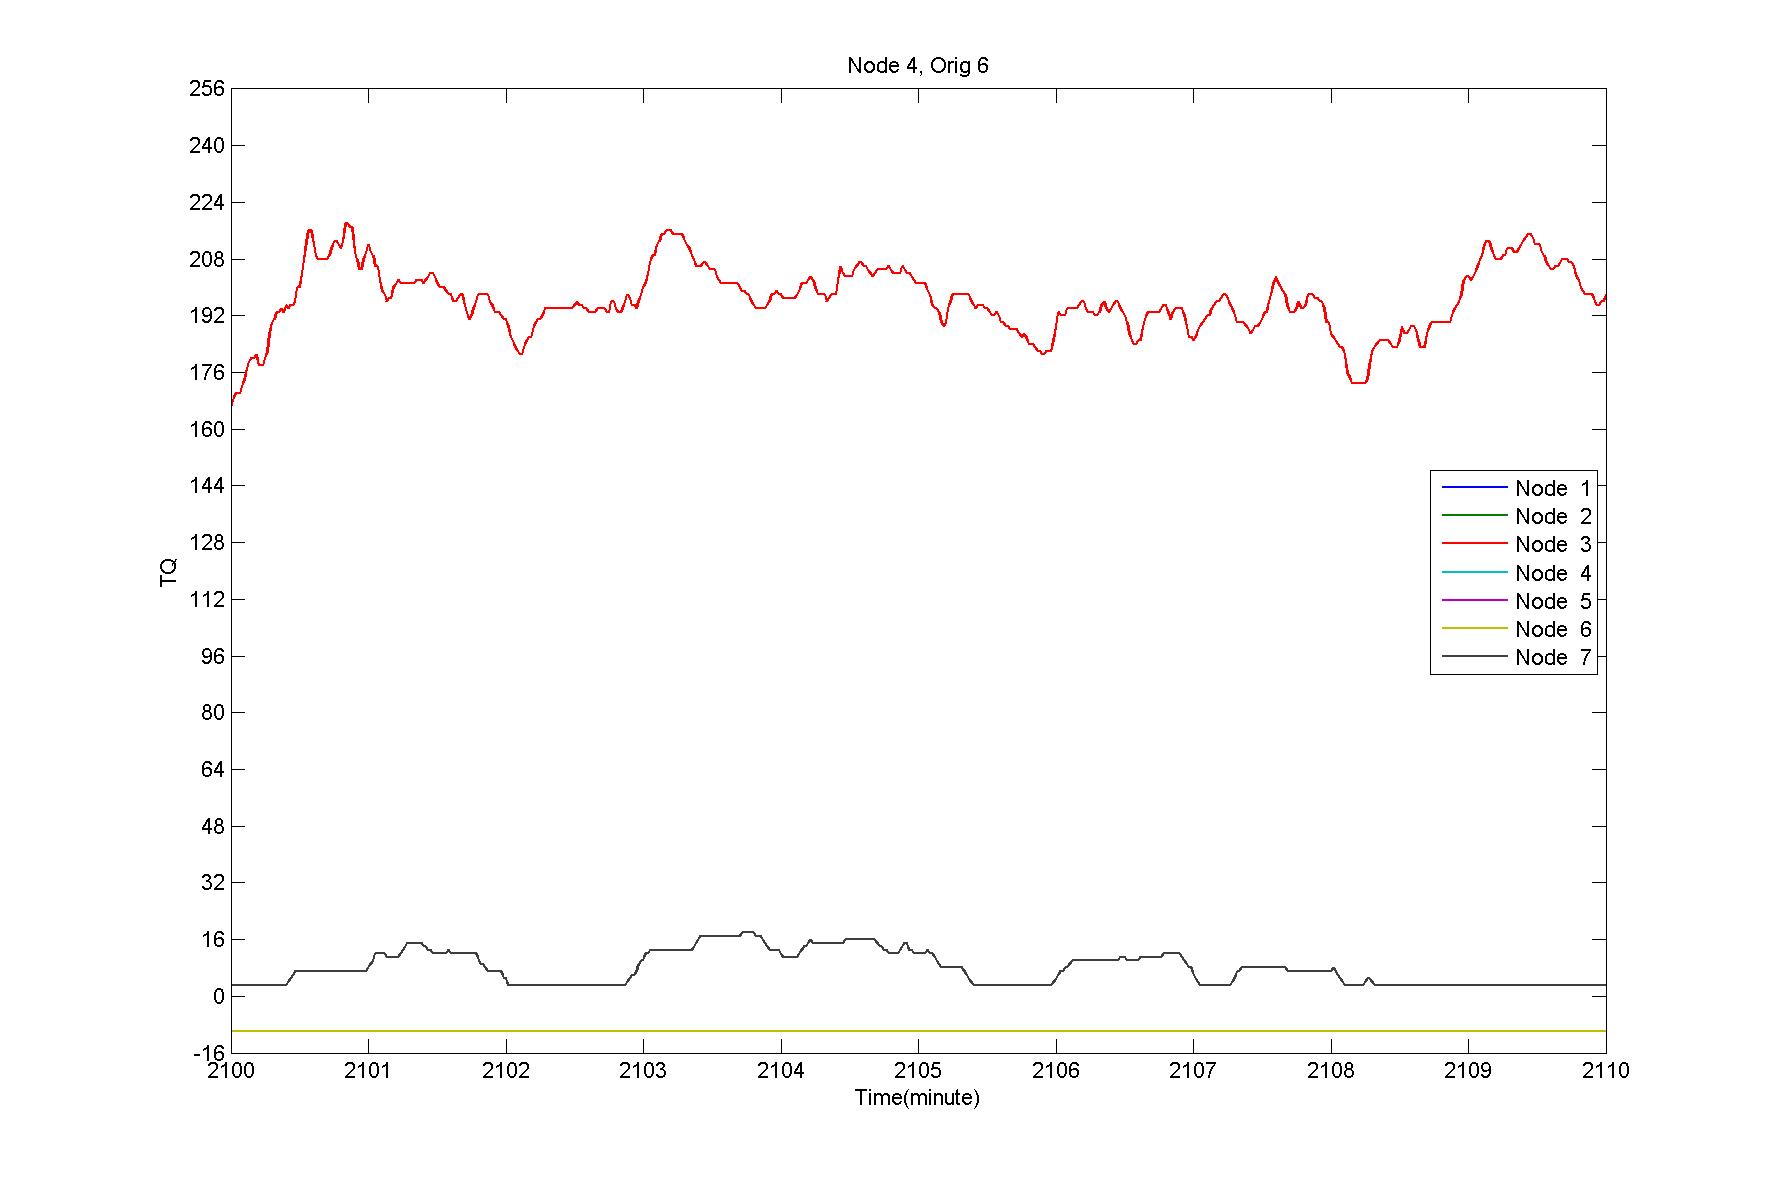 Node 4, Orig 6
256
240
224
208
192
176
160
144
128
112
96
80
64
48
32
16
0
-16
TQ
Node 1
Node 2
Node 3
Node 4
Node 5
Node 6
Node 7
2100 2101 2102 2103 2104 2105 2106 2107 2108 2109 2110
Time(minute)